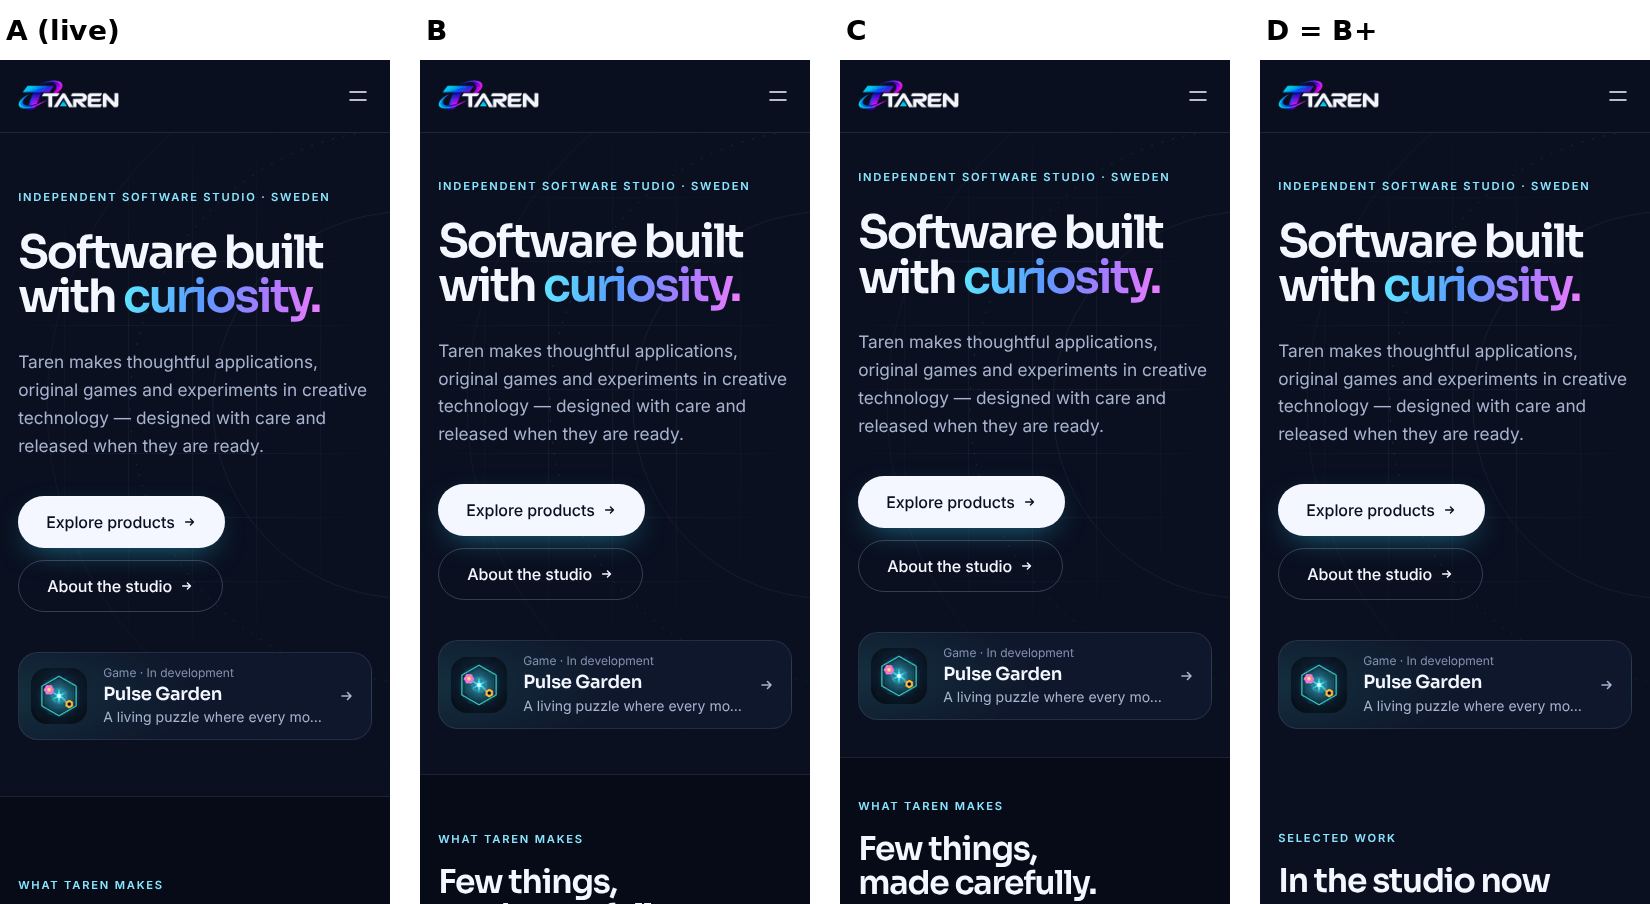 A (live)
TAREN
INDEPENDENT SOFTWARE STUDIO · SWEDEN
Software built
with curiosity.
Taren makes thoughtful applications,
original games and experiments in creative
technology — designed with care and
released when they are ready.
Explore products →
About the studio →
Game · In development
Pulse Garden
A living puzzle where every mo...
→
WHAT TAREN MAKES
B
TAREN
INDEPENDENT SOFTWARE STUDIO · SWEDEN
Software built
with curiosity.
Taren makes thoughtful applications,
original games and experiments in creative
technology — designed with care and
released when they are ready.
Explore products →
About the studio →
Game · In development
Pulse Garden
A living puzzle where every mo...
→
WHAT TAREN MAKES
Few things,
C
TAREN
INDEPENDENT SOFTWARE STUDIO · SWEDEN
Software built
with curiosity.
Taren makes thoughtful applications,
original games and experiments in creative
technology — designed with care and
released when they are ready.
Explore products →
About the studio →
Game · In development
Pulse Garden
A living puzzle where every mo...
→
WHAT TAREN MAKES
Few things,
made carefully.
D = B+
TAREN
INDEPENDENT SOFTWARE STUDIO · SWEDEN
Software built
with curiosity.
Taren makes thoughtful applications,
original games and experiments in creative
technology — designed with care and
released when they are ready.
Explore products →
About the studio →
Game · In development
Pulse Garden
A living puzzle where every mo...
→
SELECTED WORK
In the studio now